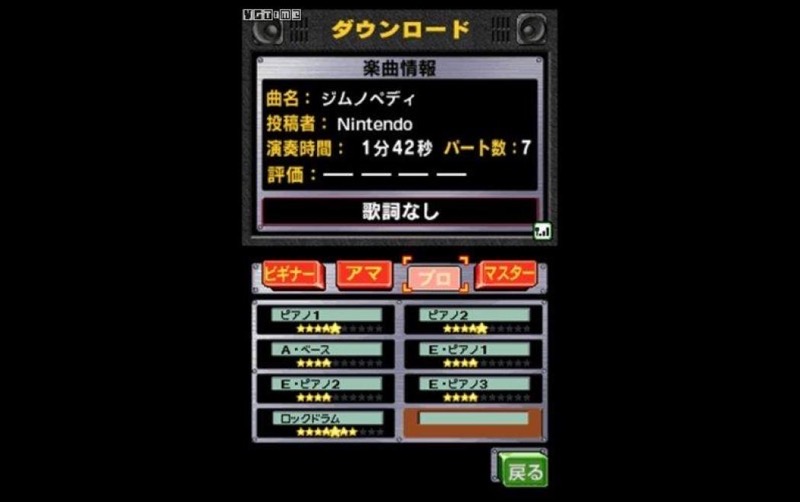 VGTIME
ダウンロード
楽曲情報
曲名： ジムノペディ
投稿者： Nintendo
演奏時間： 1分42秒 パート数：7
評価：
歌詞なし
ビギナー アマ プロ マスター
ピアノ1 ピアノ2
A・ベース E・ピアノ1
E・ピアノ2 E・ピアノ3
ロックドラム
戻る